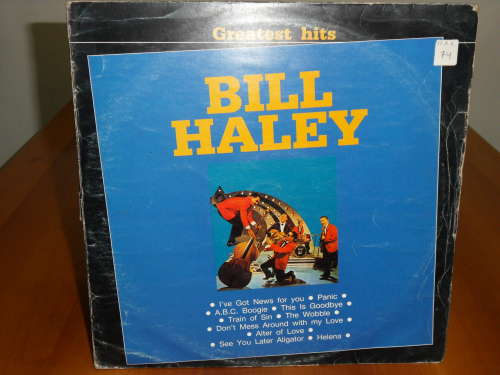 Greatest hits
74
BILL
HALEY
• I've Got News for you • Panic •
• A.B.C. Boogie • This Is Goodbye •
• Train of Sin • The Wobble •
• Don't Mess Around with my Love •
Alter of Love •
• See You Later Aligator • Helena •